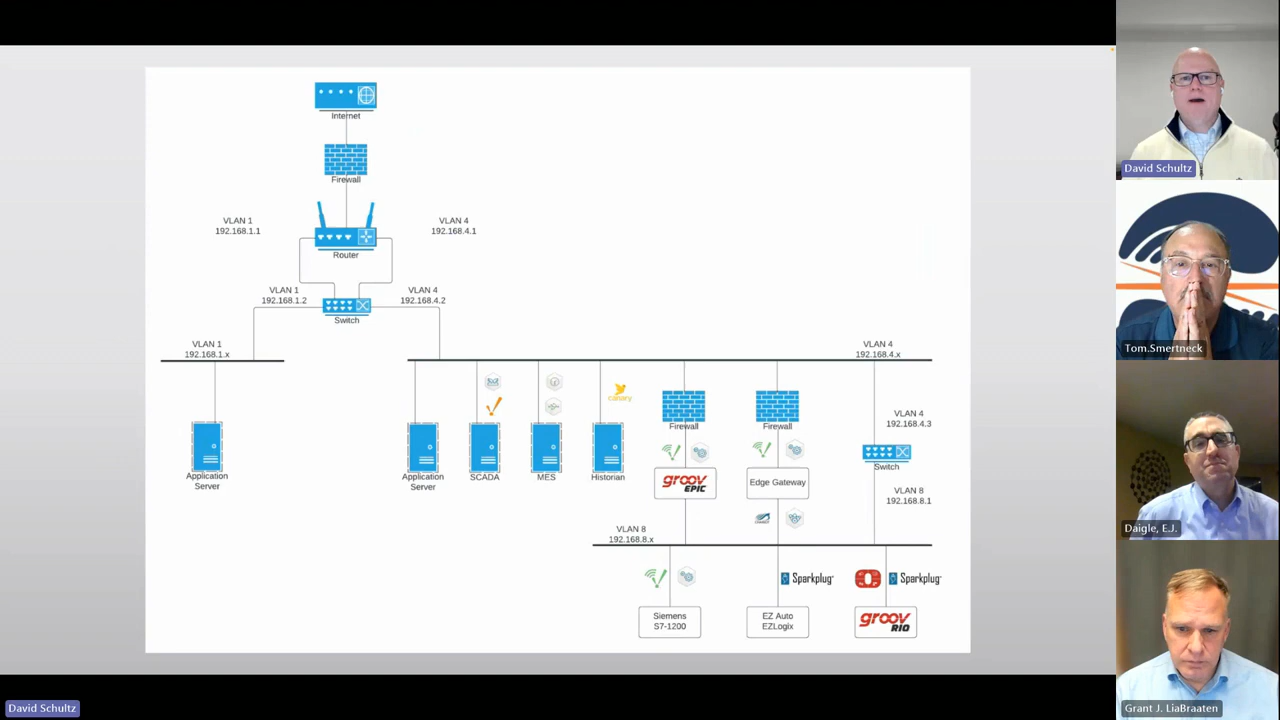 Internet
Firewall
VLAN 1
192.168.1.1
VLAN 4
192.168.4.1
Router
VLAN 1
192.168.1.2
VLAN 4
192.168.4.2
Switch
VLAN 1
192.168.1.x
VLAN 4
192.168.4.x
canary
Firewall
Firewall
VLAN 4
192.168.4.3
Application
Server
Application
Server
SCADA
MES
Historian
groov
EPIC
Edge Gateway
Switch
VLAN 8
192.168.8.1
VLAN 8
192.168.8.x
Sparkplug
Sparkplug
Siemens
S7-1200
EZ Auto
EZLogix
groov
RIO
David Schultz
Tom.Smertneck
Daigle, E.J.
Grant J. LiaBraaten
David Schultz